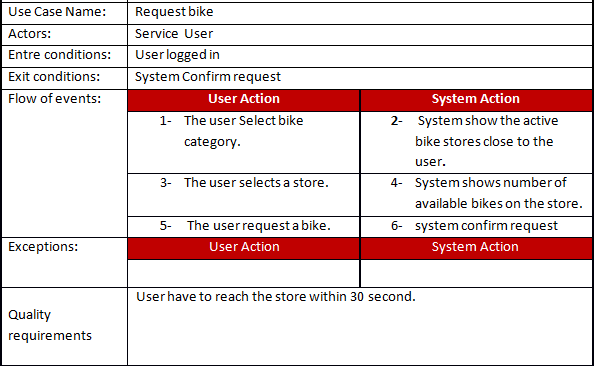 Use Case Name: Request bike
Actors: Service User
Entre conditions: User logged in
Exit conditions: System Confirm request
Flow of events: User Action System Action
1- The user Select bike category.
2- System show the active bike stores close to the user.
3- The user selects a store.
4- System shows number of available bikes on the store.
5- The user request a bike.
6- system confirm request
Exceptions: User Action System Action
Quality requirements
User have to reach the store within 30 second.